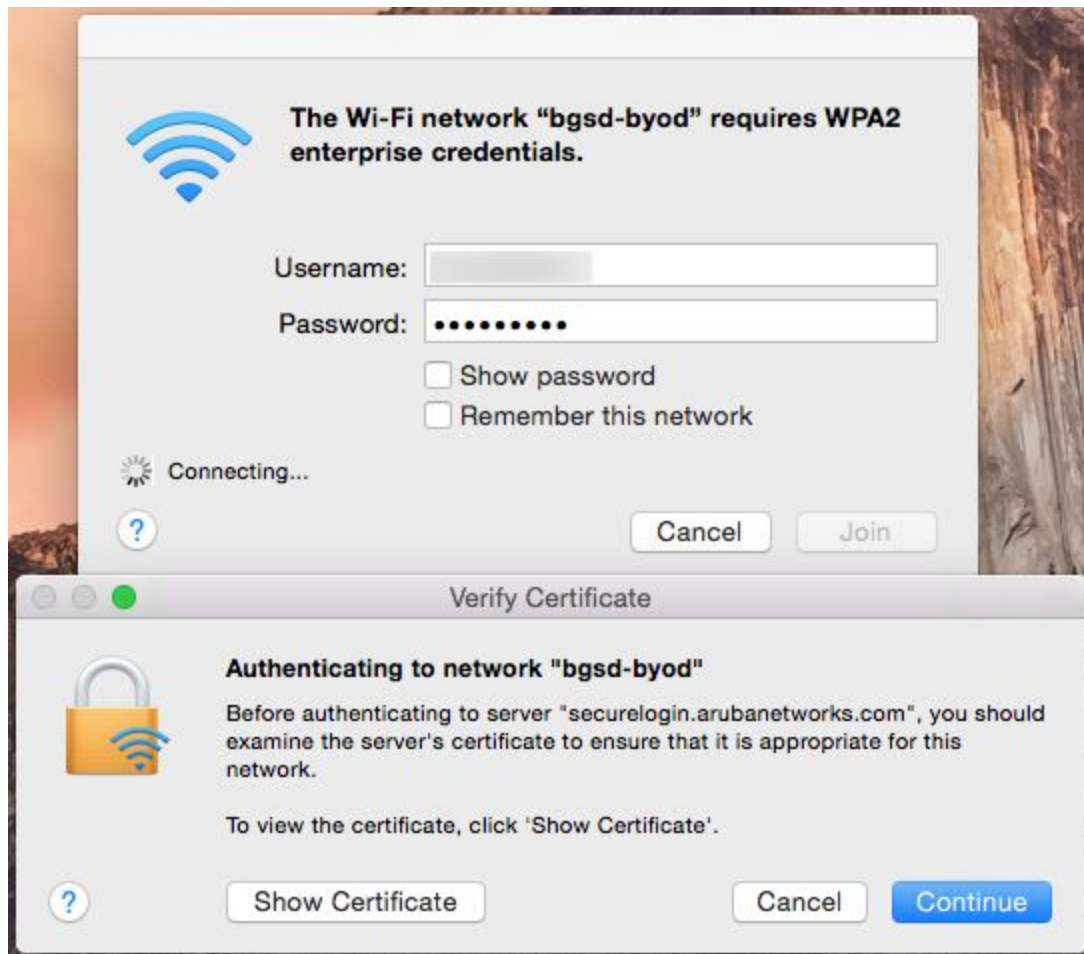 The Wi-Fi network “bgsd-byod” requires WPA2
enterprise credentials.
Username:
Password: •••••••••
Show password
Remember this network
Connecting...
?
Cancel
Join
Verify Certificate
Authenticating to network "bgsd-byod"
Before authenticating to server "securelogin.arubanetworks.com", you should
examine the server's certificate to ensure that it is appropriate for this
network.
To view the certificate, click 'Show Certificate'.
?
Show Certificate
Cancel
Continue